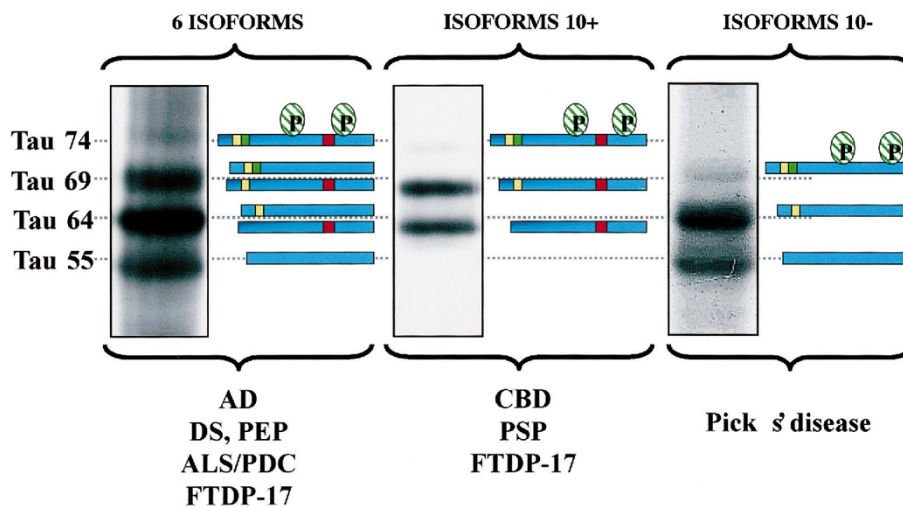 6 ISOFORMS
ISOFORMS 10+
ISOFORMS 10-
P P
P P
P P
Tau 74
Tau 69
Tau 64
Tau 55
AD
DS, PEP
ALS/PDC
FTDP-17
CBD
PSP
FTDP-17
Pick s' disease